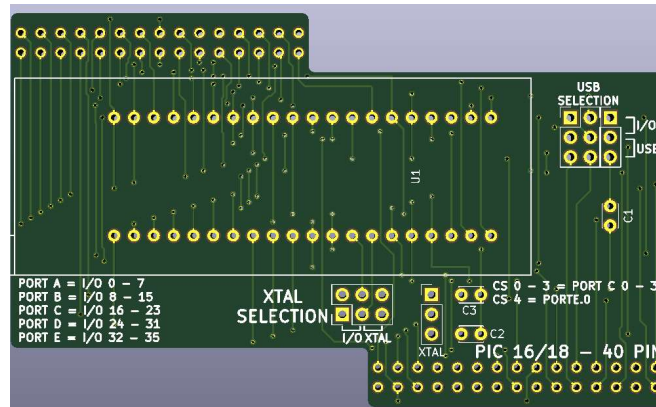 USB
SELECTION
I/O
USB
U1
C1
PORT A = I/O 0 - 7
PORT B = I/O 8 - 15
PORT C = I/O 16 - 23
PORT D = I/O 24 - 31
PORT E = I/O 32 - 35
XTAL
SELECTION
I/O XTAL
XTAL
C3
C2
CS 0 - 3 = PORT C 0 - 3
CS 4 = PORTE.0
PIC 16/18 - 40 PIN